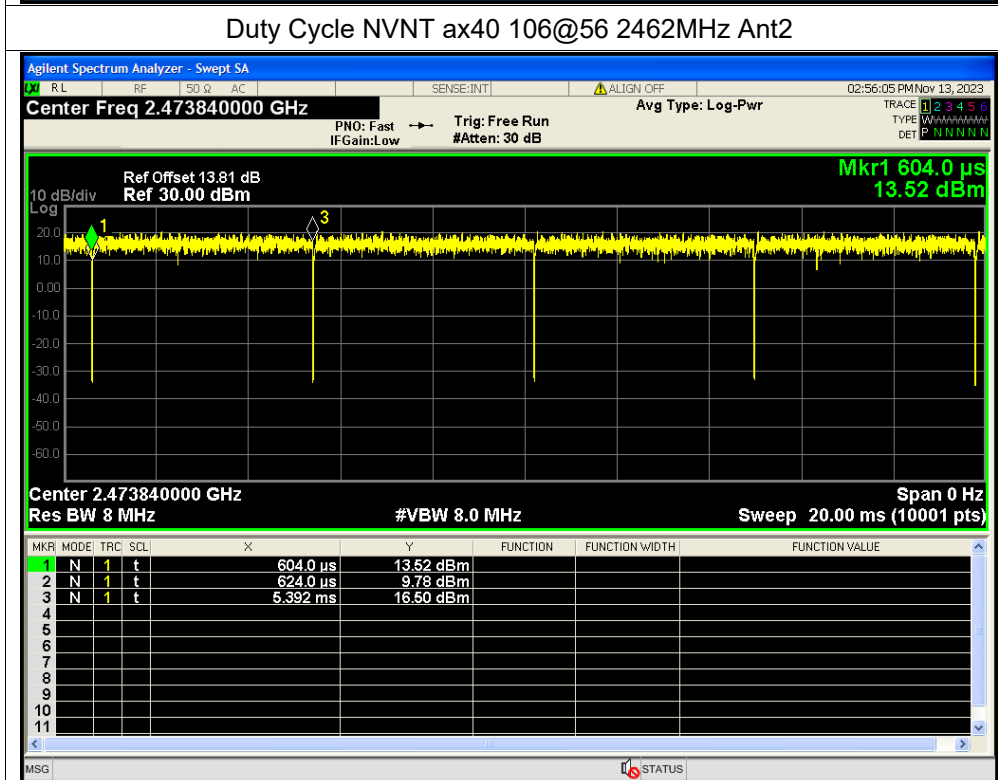 Duty Cycle NVNT ax40 106@56 2462MHz Ant2
Agilent Spectrum Analyzer - Swept SA
LXI RL RF 50 Ω AC SENSE:INT ALIGN OFF 02:56:05 PM Nov 13, 2023
Center Freq 2.473840000 GHz Avg Type: Log-Pwr TRACE 1 2 3 4 5 6
PNO: Fast Trig: Free Run TYPE WWWWWW
IFGain:Low #Atten: 30 dB DET P N N N N N
Mkr1 604.0 µs
Ref Offset 13.81 dB
10 dB/div Ref 30.00 dBm 13.52 dBm
Log
1 3
20.0
10.0
0.00
-10.0
-20.0
-30.0
-40.0
-50.0
-60.0
Center 2.473840000 GHz Span 0 Hz
Res BW 8 MHz #VBW 8.0 MHz Sweep 20.00 ms (10001 pts)
MKR MODE TRC SCL X Y FUNCTION FUNCTION WIDTH FUNCTION VALUE
1 N 1 t 604.0 µs 13.52 dBm
2 N 1 t 624.0 µs 9.78 dBm
3 N 1 t 5.392 ms 16.50 dBm
4
5
6
7
8
9
10
11
MSG STATUS